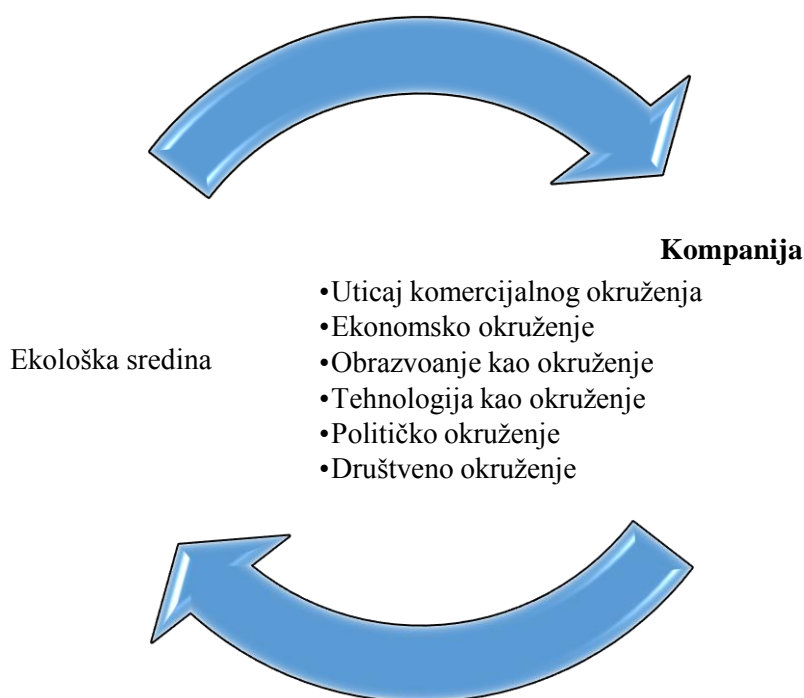 Kompanija
•Uticaj komercijalnog okruženja
•Ekonomsko okruženje
Ekološka sredina
•Obrazvoanje kao okruženje
•Tehnologija kao okruženje
•Političko okruženje
•Društveno okruženje